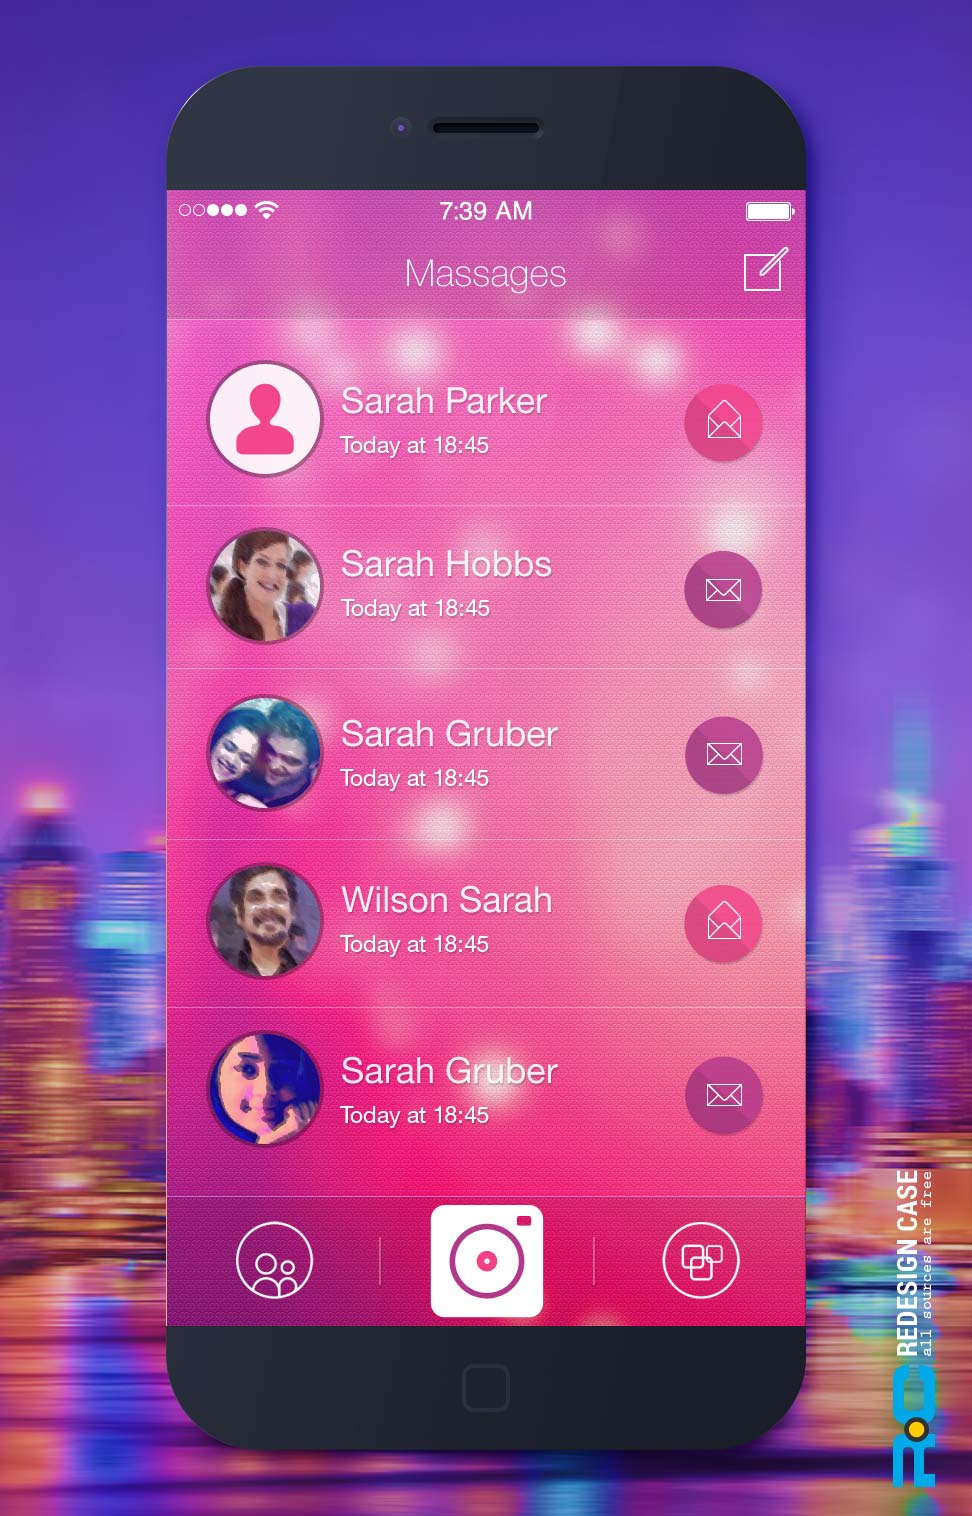 7:39 AM
Massages
Sarah Parker
Today at 18:45
Sarah Hobbs
Today at 18:45
Sarah Gruber
Today at 18:45
Wilson Sarah
Today at 18:45
Sarah Gruber
Today at 18:45
REDESIGN CASE
all sources are free
RC